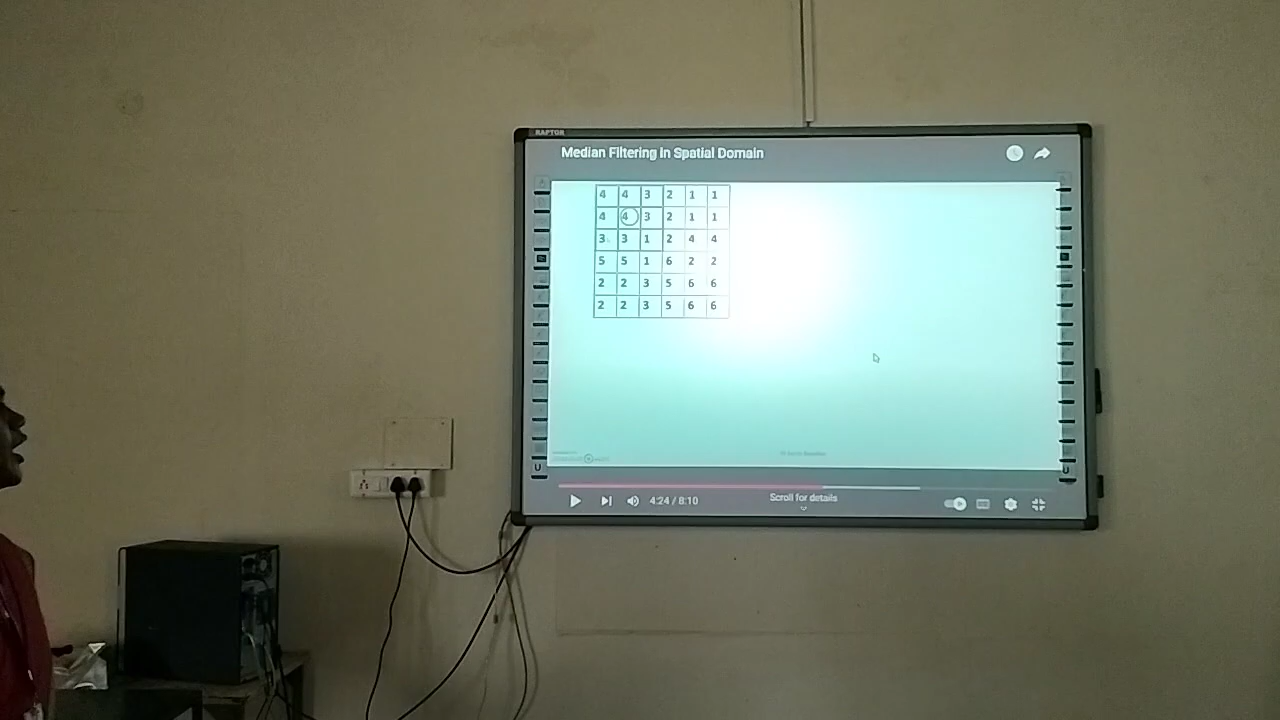 RAPTOR
Median Filtering in Spatial Domain
4 4 3 2 1 1
4 4 3 2 1 1
3 3 1 2 4 4
5 5 1 6 2 2
2 2 3 5 6 6
2 2 3 5 6 6
4:24 / 8:10
Scroll for details